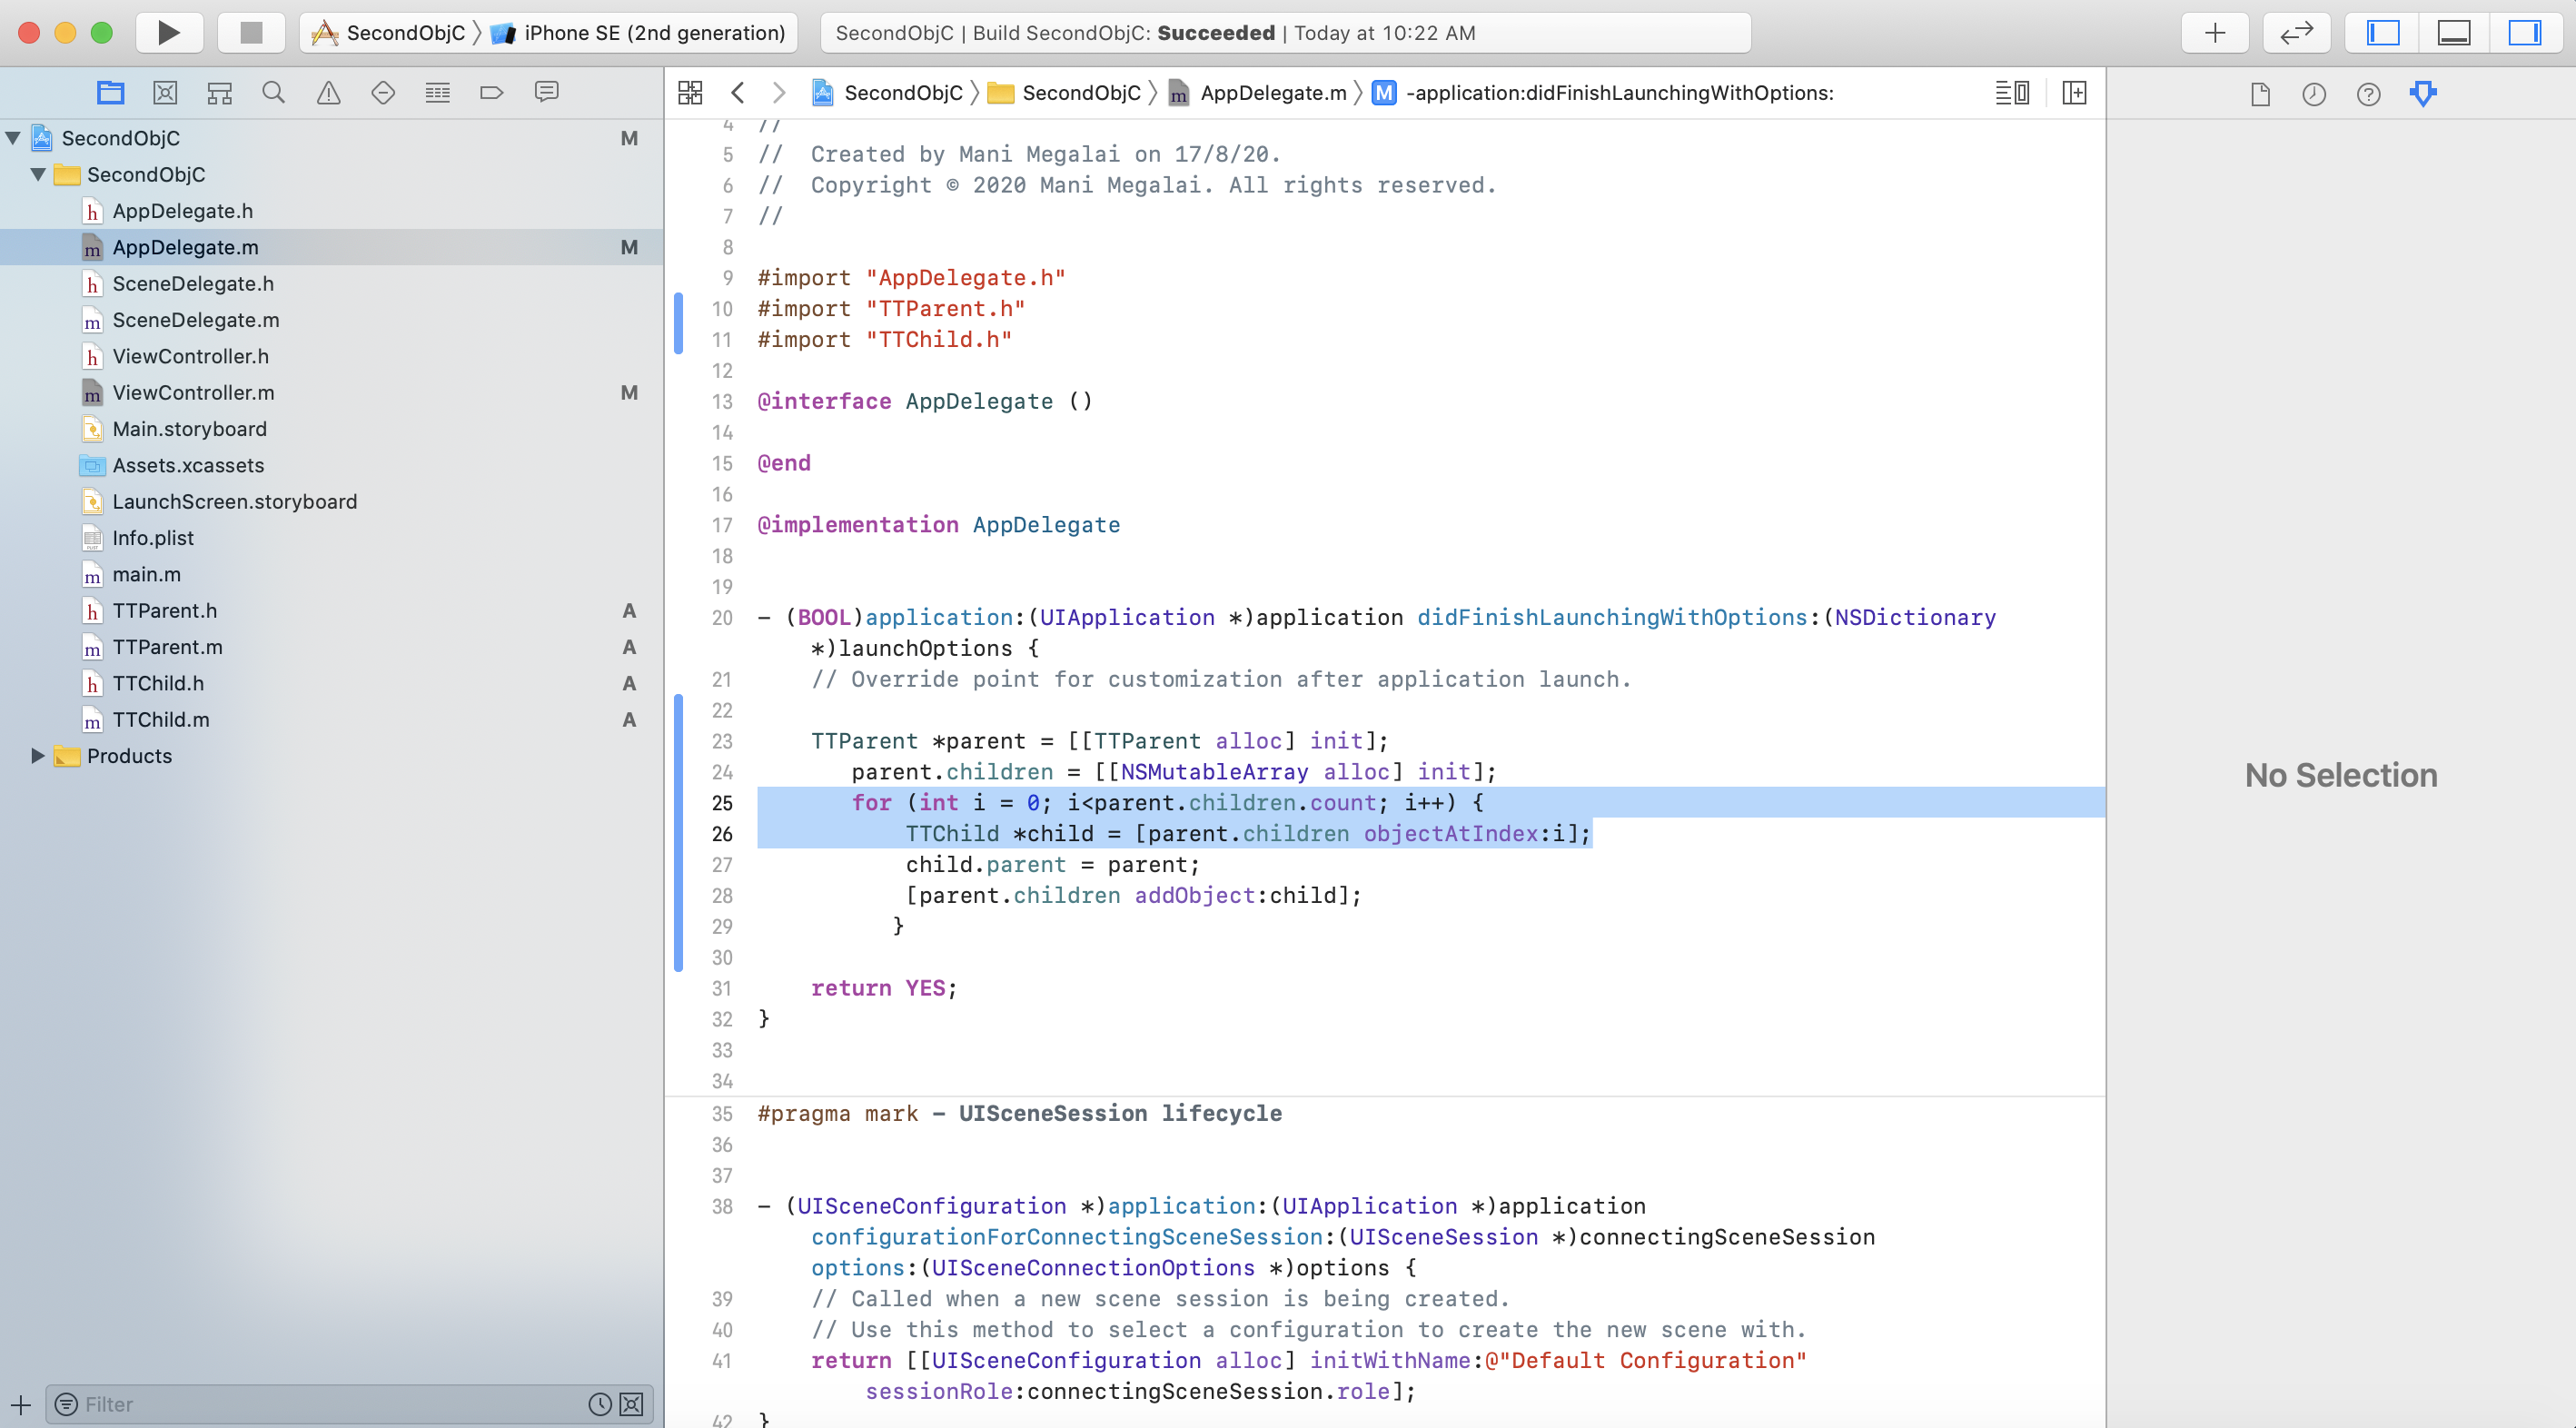 SecondObjC 〉 iPhone SE (2nd generation)
SecondObjC | Build SecondObjC: Succeeded | Today at 10:22 AM
SecondObjC 〉 SecondObjC 〉 m AppDelegate.m 〉 M -application:didFinishLaunchingWithOptions:
SecondObjC M
SecondObjC
h AppDelegate.h
m AppDelegate.m M
h SceneDelegate.h
m SceneDelegate.m
h ViewController.h
m ViewController.m M
Main.storyboard
Assets.xcassets
LaunchScreen.storyboard
Info.plist
m main.m
h TTParent.h A
m TTParent.m A
h TTChild.h A
m TTChild.m A
Products
Filter
4 //
5 //  Created by Mani Megalai on 17/8/20.
6 //  Copyright © 2020 Mani Megalai. All rights reserved.
7 //
8
9 #import "AppDelegate.h"
10 #import "TTParent.h"
11 #import "TTChild.h"
12
13 @interface AppDelegate ()
14
15 @end
16
17 @implementation AppDelegate
18
19
20 - (BOOL)application:(UIApplication *)application didFinishLaunchingWithOptions:(NSDictionary
*)launchOptions {
21 // Override point for customization after application launch.
22
23 TTParent *parent = [[TTParent alloc] init];
24 parent.children = [[NSMutableArray alloc] init];
25 for (int i = 0; i<parent.children.count; i++) {
26 TTChild *child = [parent.children objectAtIndex:i];
27 child.parent = parent;
28 [parent.children addObject:child];
29 }
30
31 return YES;
32 }
33
34
35 #pragma mark - UISceneSession lifecycle
36
37
38 - (UISceneConfiguration *)application:(UIApplication *)application
configurationForConnectingSceneSession:(UISceneSession *)connectingSceneSession
options:(UISceneConnectionOptions *)options {
39 // Called when a new scene session is being created.
40 // Use this method to select a configuration to create the new scene with.
41 return [[UISceneConfiguration alloc] initWithName:@"Default Configuration"
sessionRole:connectingSceneSession.role];
42 }
No Selection